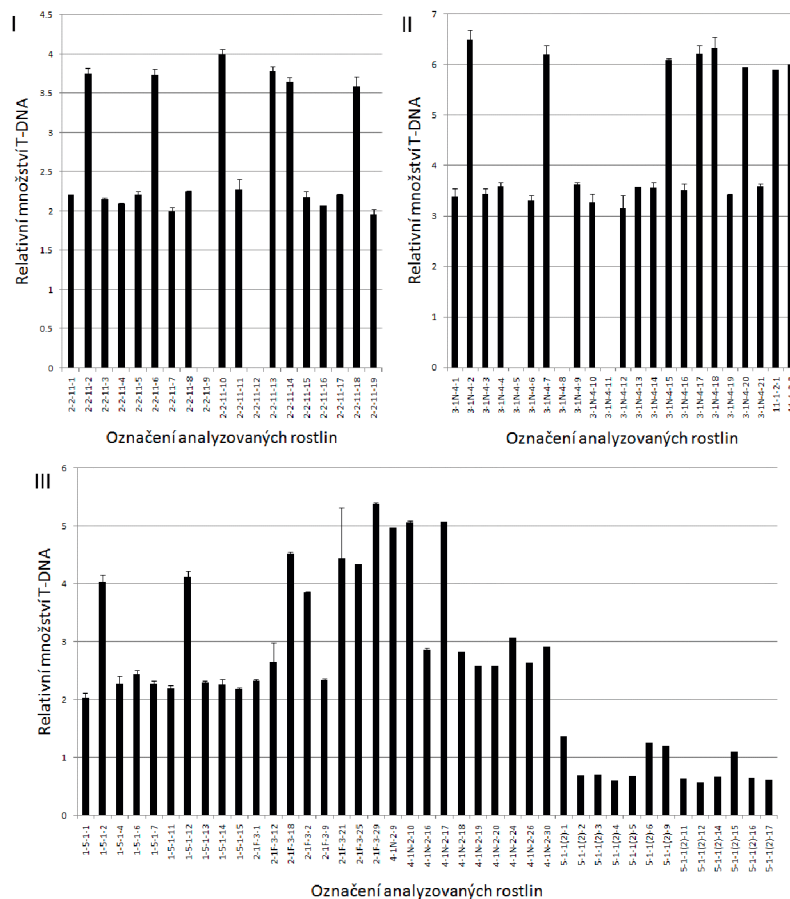 I
Relativní množství T-DNA
4.5
4
3.5
3
2.5
2
1.5
1
0.5
0
2-2-11-1
2-2-11-2
2-2-11-3
2-2-11-4
2-2-11-5
2-2-11-6
2-2-11-7
2-2-11-8
2-2-11-9
2-2-11-10
2-2-11-11
2-2-11-12
2-2-11-13
2-2-11-14
2-2-11-15
2-2-11-16
2-2-11-17
2-2-11-18
2-2-11-19
Označení analyzovaných rostlin
II
Relativní množství T-DNA
7
6
5
4
3
2
1
0
3-1N-4-1
3-1N-4-2
3-1N-4-3
3-1N-4-4
3-1N-4-5
3-1N-4-6
3-1N-4-7
3-1N-4-8
3-1N-4-9
3-1N-4-10
3-1N-4-11
3-1N-4-12
3-1N-4-13
3-1N-4-14
3-1N-4-15
3-1N-4-16
3-1N-4-17
3-1N-4-18
3-1N-4-19
3-1N-4-20
3-1N-4-21
11-1-2-1
Označení analyzovaných rostlin
III
Relativní množství T-DNA
6
5
4
3
2
1
0
1-5-1-1
1-5-1-2
1-5-1-4
1-5-1-6
1-5-1-7
1-5-1-11
1-5-1-12
1-5-1-13
1-5-1-14
1-5-1-15
2-1F-3-1
2-1F-3-12
2-1F-3-18
2-1F-3-2
2-1F-3-9
2-1F-3-21
2-1F-3-25
2-1F-3-29
4-1N-2-9
4-1N-2-10
4-1N-2-16
4-1N-2-17
4-1N-2-18
4-1N-2-19
4-1N-2-20
4-1N-2-24
4-1N-2-26
4-1N-2-30
5-1-1(2)-1
5-1-1(2)-2
5-1-1(2)-3
5-1-1(2)-4
5-1-1(2)-5
5-1-1(2)-6
5-1-1(2)-9
5-1-1(2)-11
5-1-1(2)-12
5-1-1(2)-14
5-1-1(2)-15
5-1-1(2)-16
5-1-1(2)-17
Označení analyzovaných rostlin